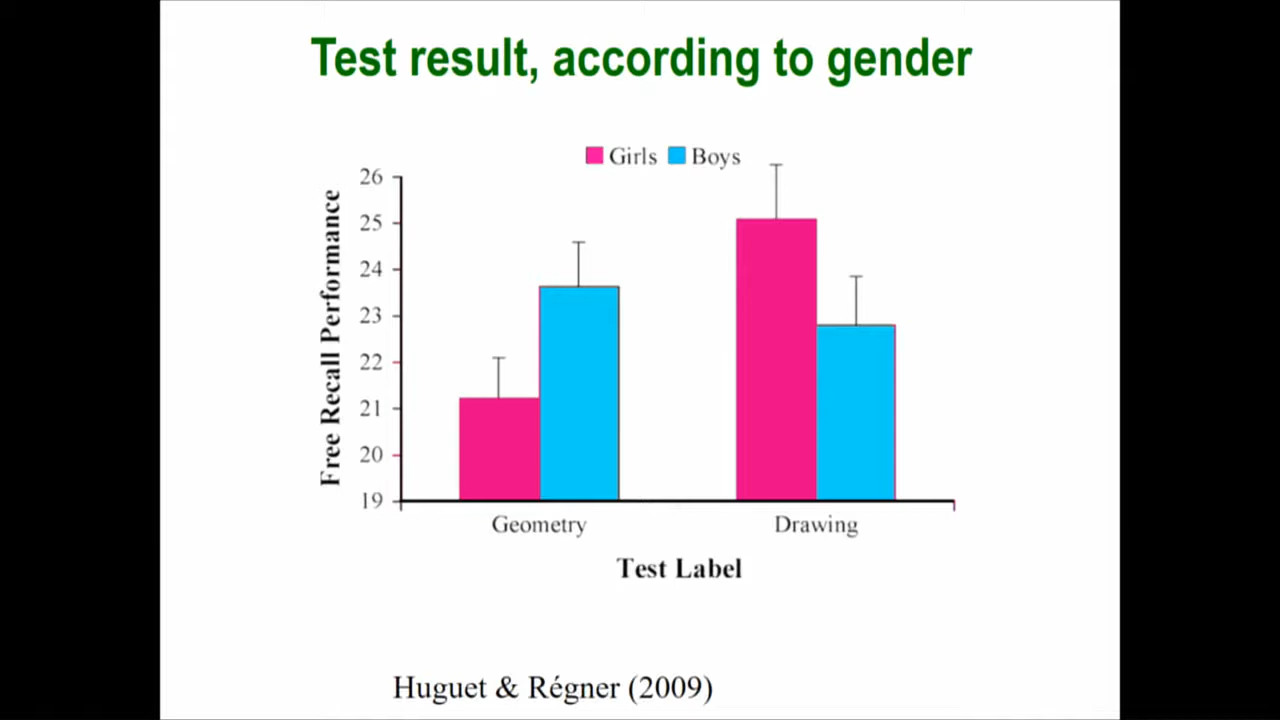 Test result, according to gender
Girls Boys
26
25
24
23
22
21
20
19
Free Recall Performance
Geometry Drawing
Test Label
Huguet & Régner (2009)